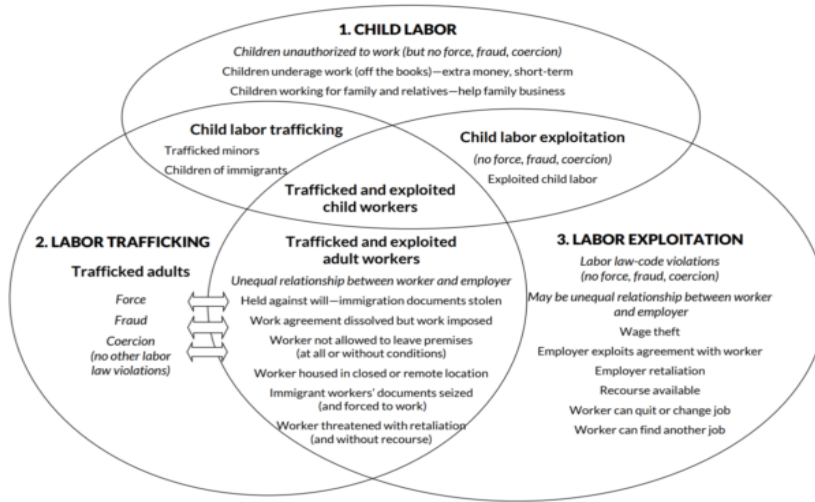 1. CHILD LABOR
Children unauthorized to work (but no force, fraud, coercion)
Children underage work (off the books)—extra money, short-term
Children working for family and relatives—help family business
Child labor trafficking
Trafficked minors
Children of immigrants
Child labor exploitation
(no force, fraud, coercion)
Exploited child labor
Trafficked and exploited
child workers
2. LABOR TRAFFICKING
Trafficked adults
Force
Fraud
Coercion
(no other labor
law violations)
Trafficked and exploited
adult workers
Unequal relationship between worker and employer
Held against will—immigration documents stolen
Work agreement dissolved but work imposed
Worker not allowed to leave premises
(at all or without conditions)
Worker housed in closed or remote location
Immigrant workers' documents seized
(and forced to work)
Worker threatened with retaliation
(and without recourse)
3. LABOR EXPLOITATION
Labor law-code violations
(no force, fraud, coercion)
May be unequal relationship between worker
and employer
Wage theft
Employer exploits agreement with worker
Employer retaliation
Recourse available
Worker can quit or change job
Worker can find another job